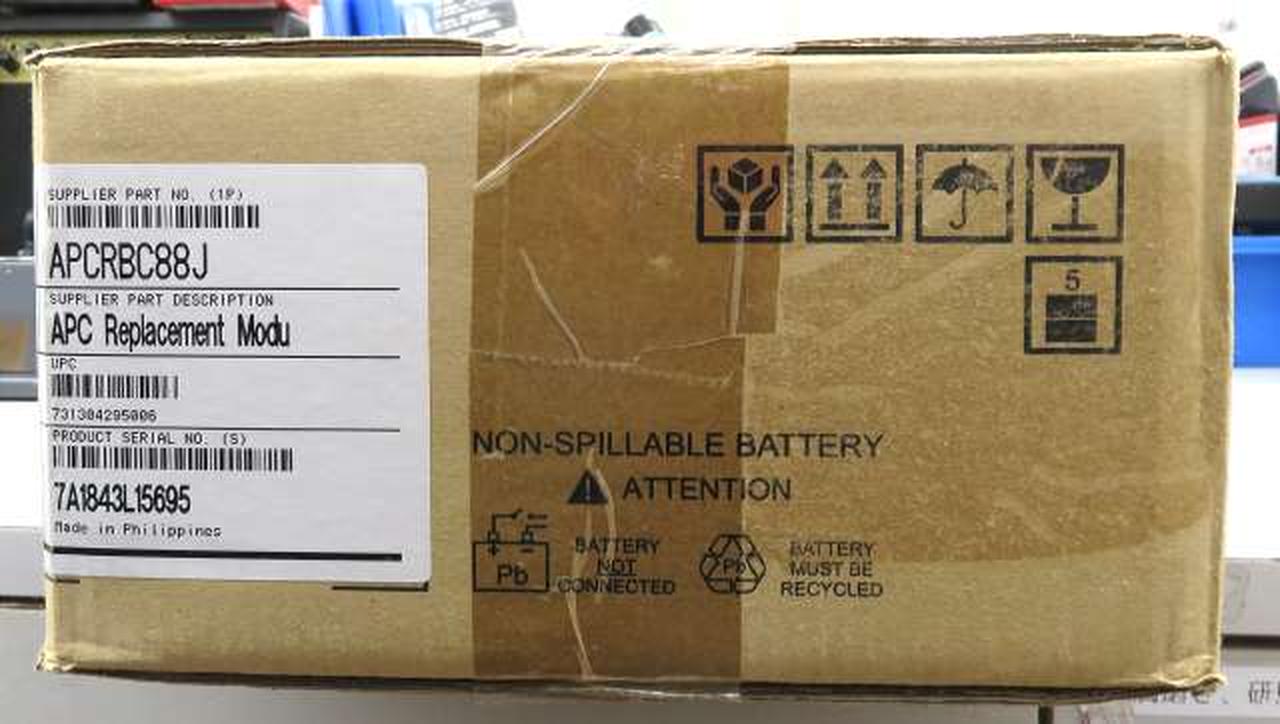 SUPPLIER PART NO. (1P)
APCRBC88J
SUPPLIER PART DESCRIPTION
APC Replacement Modu
UPC
731304295006
PRODUCT SERIAL NO. (S)
7A1843L15695
Made in Philippines
5
NON-SPILLABLE BATTERY
ATTENTION
Pb
BATTERY
NOT
CONNECTED
Pb
BATTERY
MUST BE
RECYCLED
研